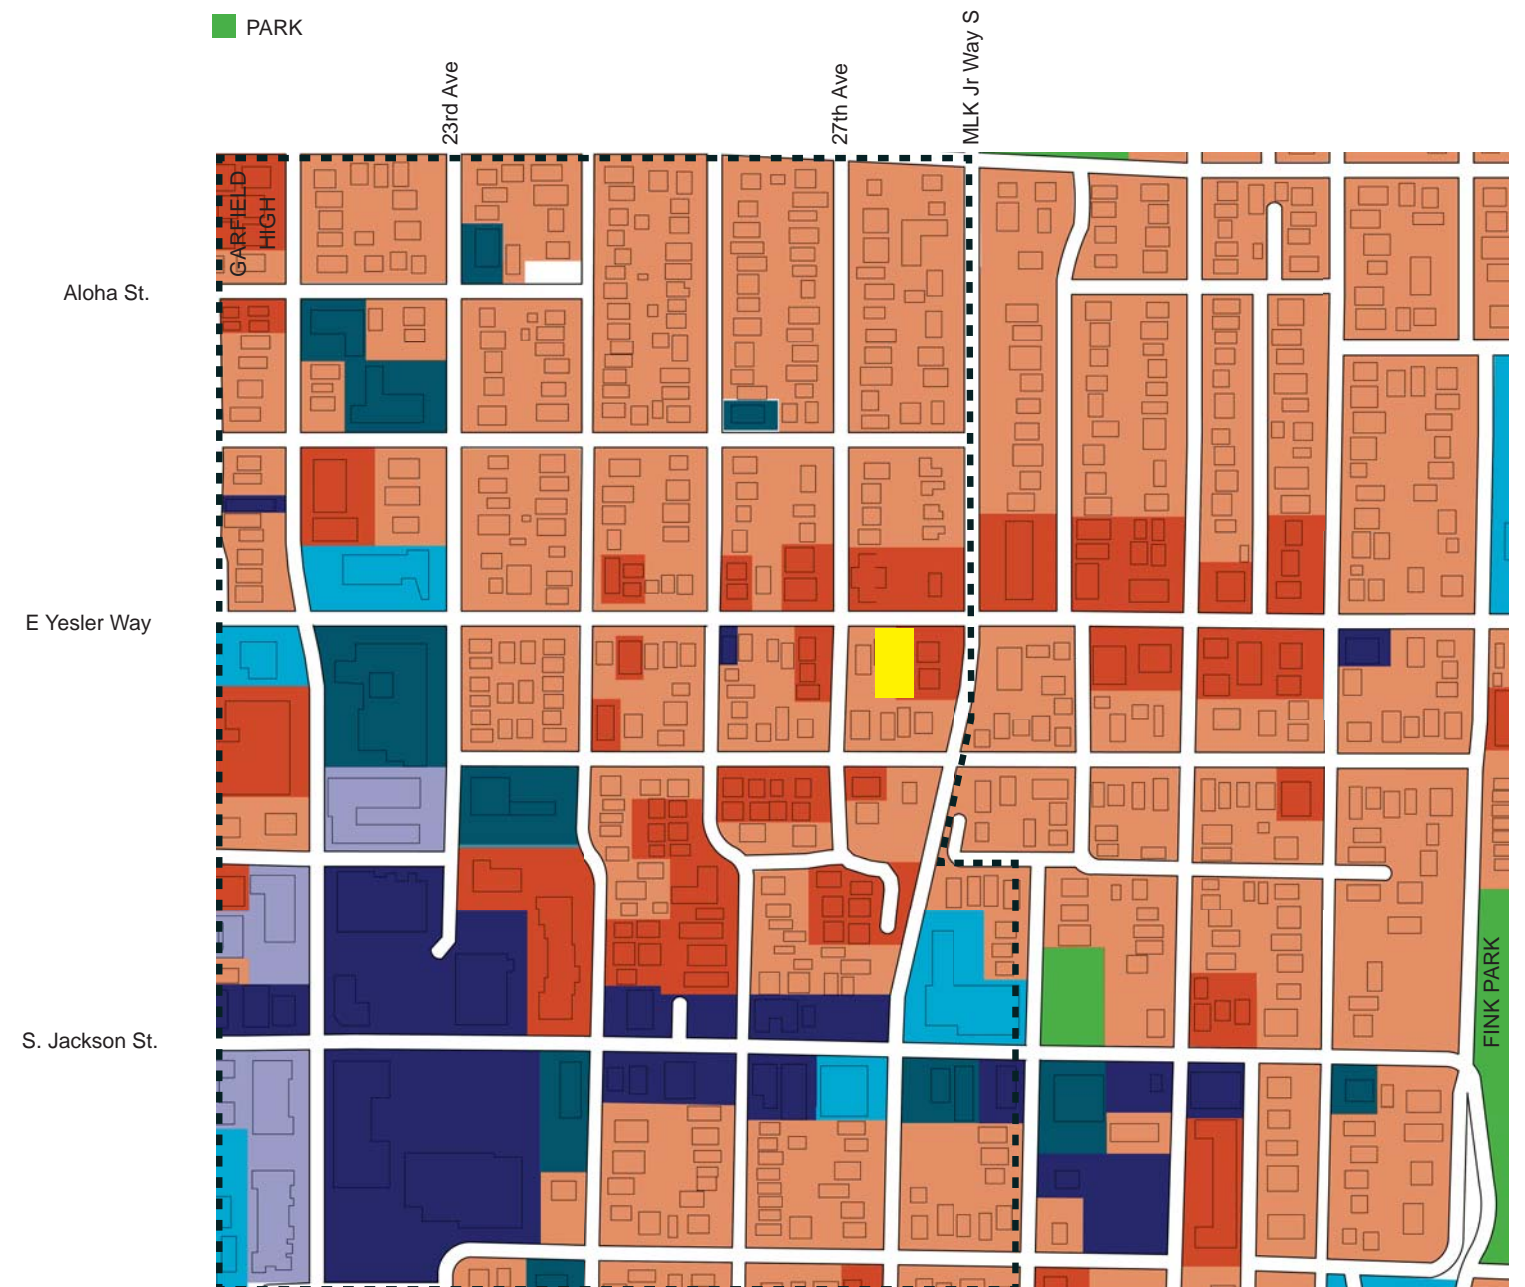 PARK
23rd Ave
27th Ave
MLK Jr Way S
GARFIELD
HIGH
Aloha St.
E Yesler Way
FINK PARK
S. Jackson St.